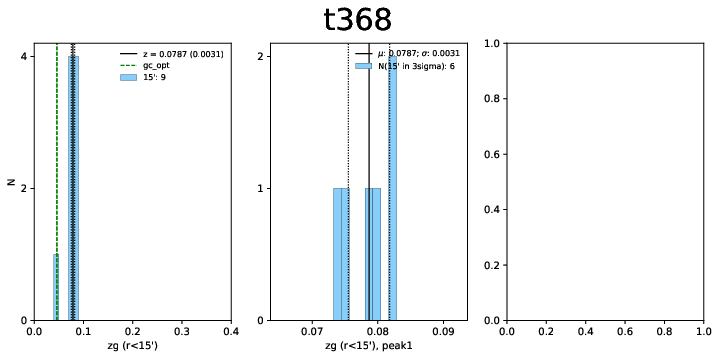 t368
z = 0.0787 (0.0031)
gc_opt
15': 9
N
4
2
0
0.0 0.1 0.2 0.3 0.4
zg (r<15')
μ: 0.0787; σ: 0.0031
N(15' in 3sigma): 6
2
1
0
0.07 0.08 0.09
zg (r<15'), peak1
1.0
0.8
0.6
0.4
0.2
0.0
0.0 0.2 0.4 0.6 0.8 1.0